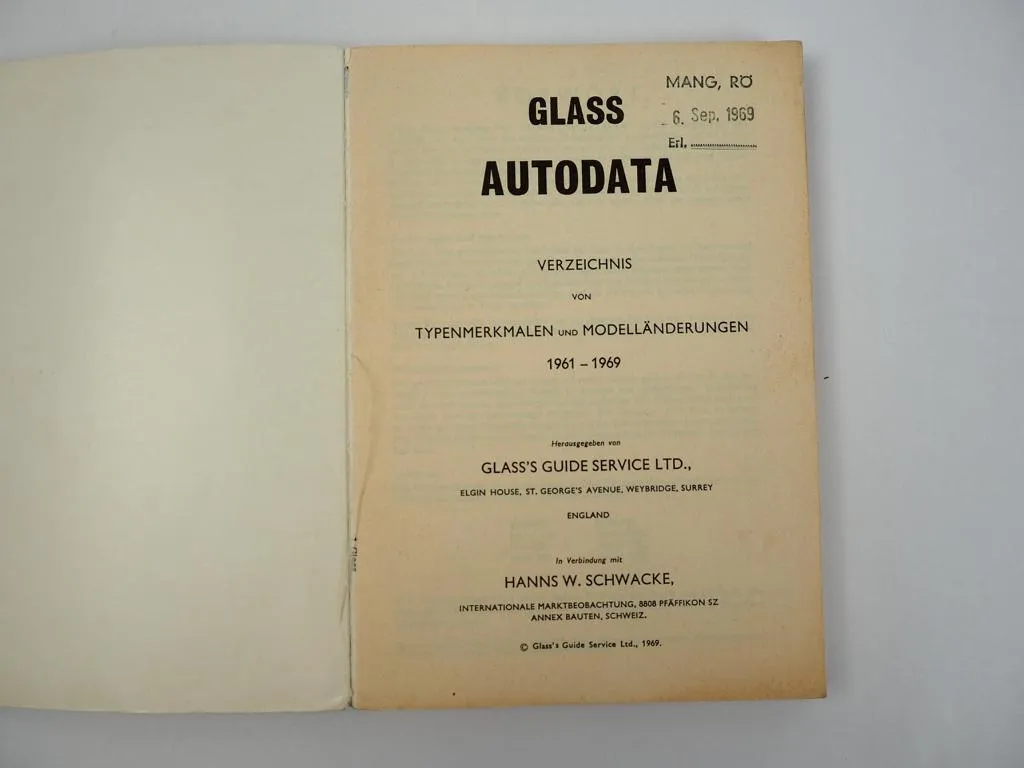 MANG, RÖ
6. Sep. 1969
Erl.
GLASS
AUTODATA
VERZEICHNIS
VON
TYPENMERKMALEN UND MODELLÄNDERUNGEN
1961 – 1969
Herausgegeben von
GLASS'S GUIDE SERVICE LTD.,
ELGIN HOUSE, ST. GEORGE'S AVENUE, WEYBRIDGE, SURREY
ENGLAND
In Verbindung mit
HANNS W. SCHWACKE,
INTERNATIONALE MARKTBEOBACHTUNG, 8808 PFÄFFIKON SZ
ANNEX BAUTEN, SCHWEIZ.
© Glass's Guide Service Ltd., 1969.